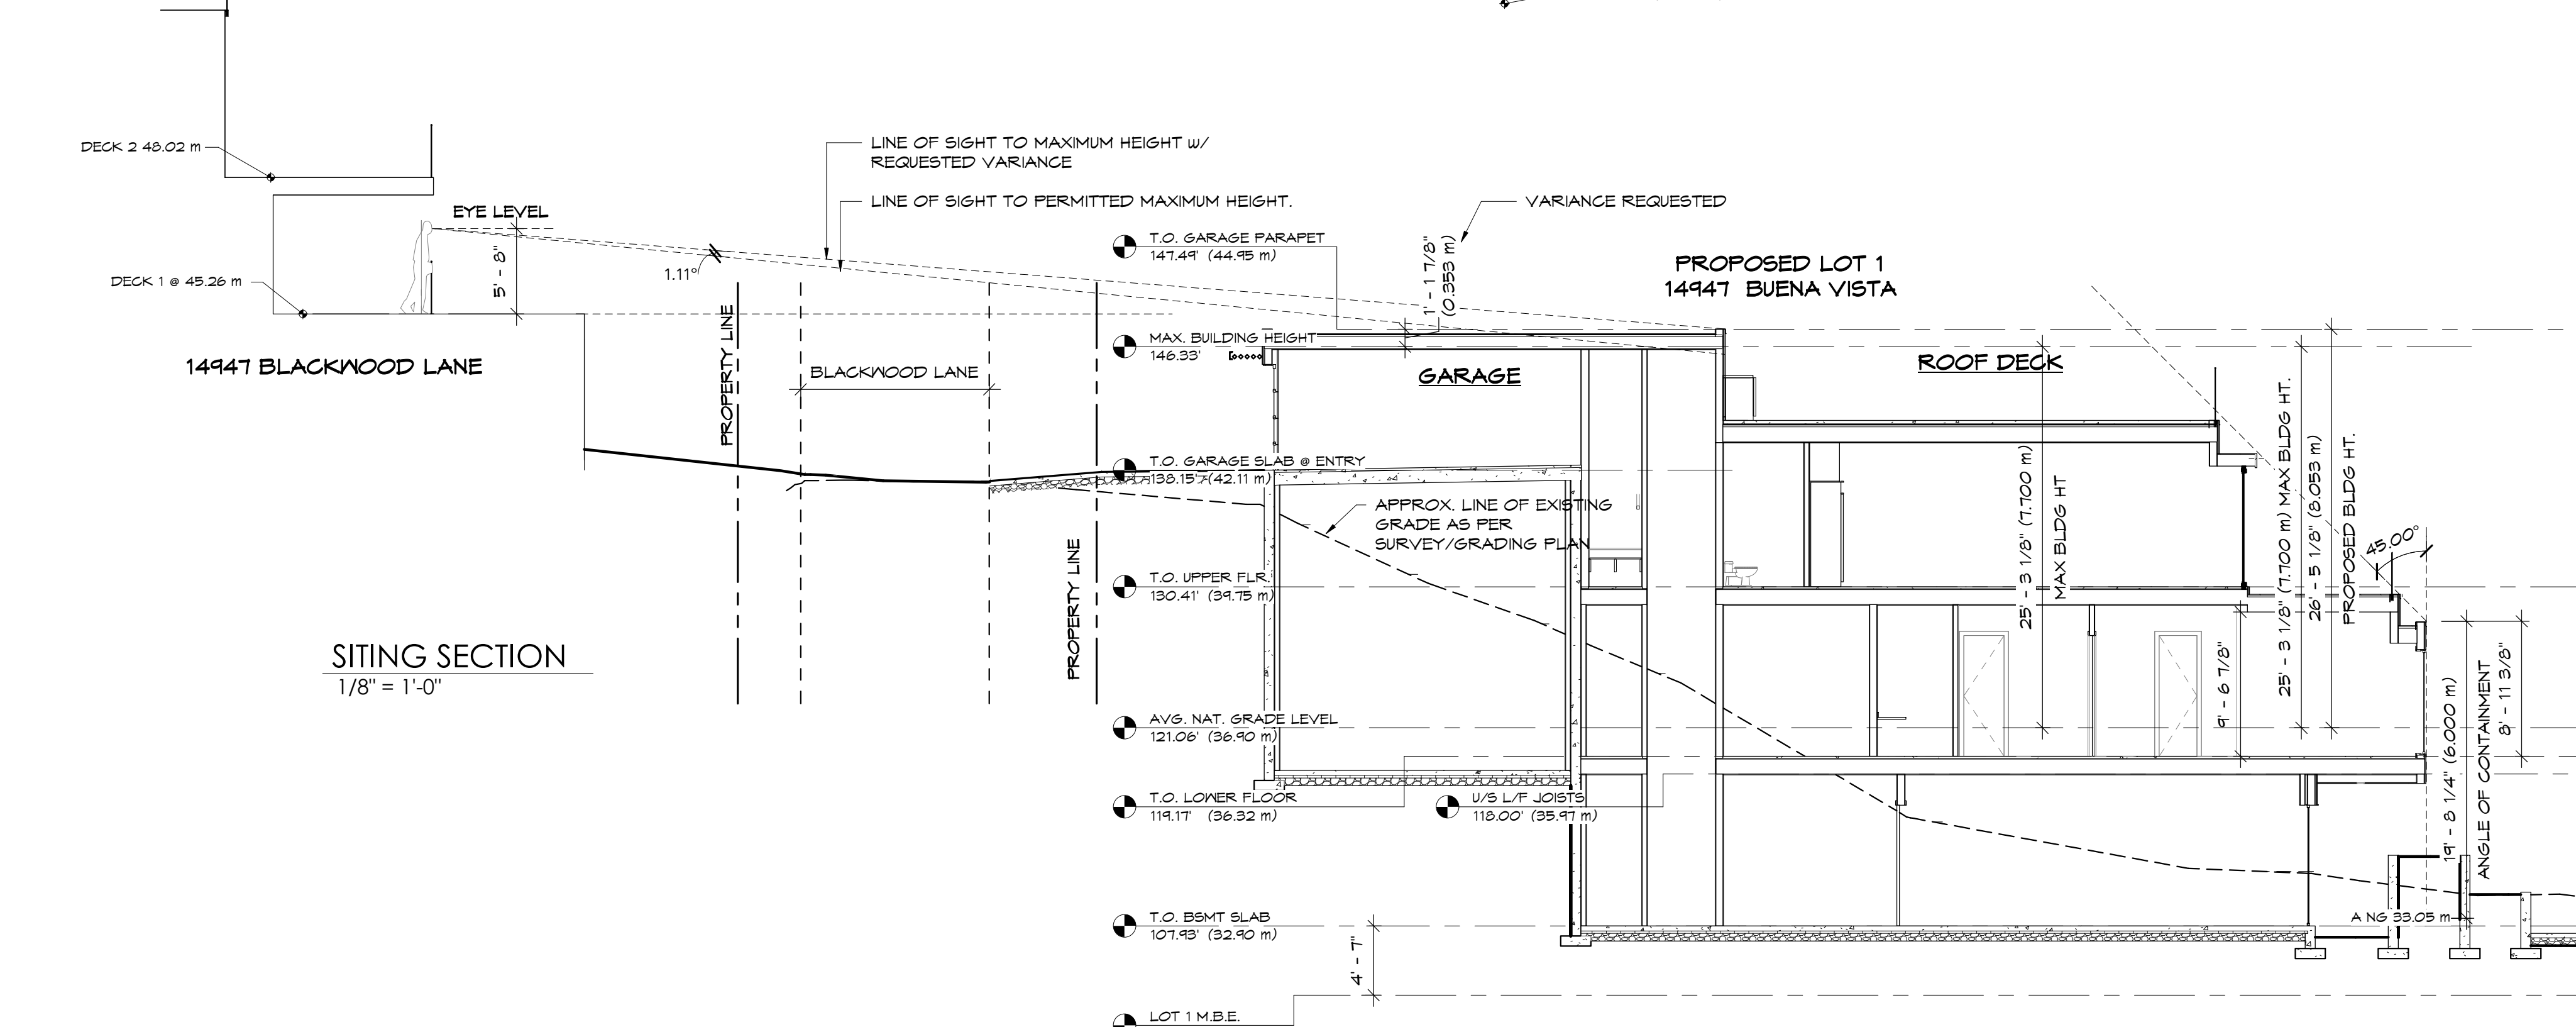 DECK 2 48.02 m
EYE LEVEL
5' - 8"
DECK 1 @ 45.26 m
14947 BLACKWOOD LANE
SITING SECTION
1/8" = 1'-0"
1.11°
LINE OF SIGHT TO MAXIMUM HEIGHT w/
REQUESTED VARIANCE
LINE OF SIGHT TO PERMITTED MAXIMUM HEIGHT.
PROPERTY LINE
BLACKWOOD LANE
PROPERTY LINE
T.O. GARAGE PARAPET
147.49' (44.95 m)
MAX. BUILDING HEIGHT
146.33'
T.O. GARAGE SLAB @ ENTRY
138.15' (42.11 m)
T.O. UPPER FLR.
130.41' (39.75 m)
AVG. NAT. GRADE LEVEL
121.06' (36.90 m)
T.O. LOWER FLOOR
119.17' (36.32 m)
T.O. BSMT SLAB
107.93' (32.90 m)
LOT 1 M.B.E.
4' - 7"
U/S L/F JOISTS
118.00' (35.97 m)
1' - 1 7/8"
(0.353 m)
VARIANCE REQUESTED
PROPOSED LOT 1
14947 BUENA VISTA
GARAGE
ROOF DECK
APPROX. LINE OF EXISTING
GRADE AS PER
SURVEY/GRADING PLAN
25' - 3 1/8" (7.700 m)
MAX BLDG HT
9' - 6 7/8"
25' - 3 1/8" (7.700 m) MAX BLDG HT.
26' - 5 1/8" (8.053 m)
PROPOSED BLDG HT.
45.00°
19' - 8 1/4" (6.000 m)
ANGLE OF CONTAINMENT
8' - 11 3/8"
A NG 33.05 m